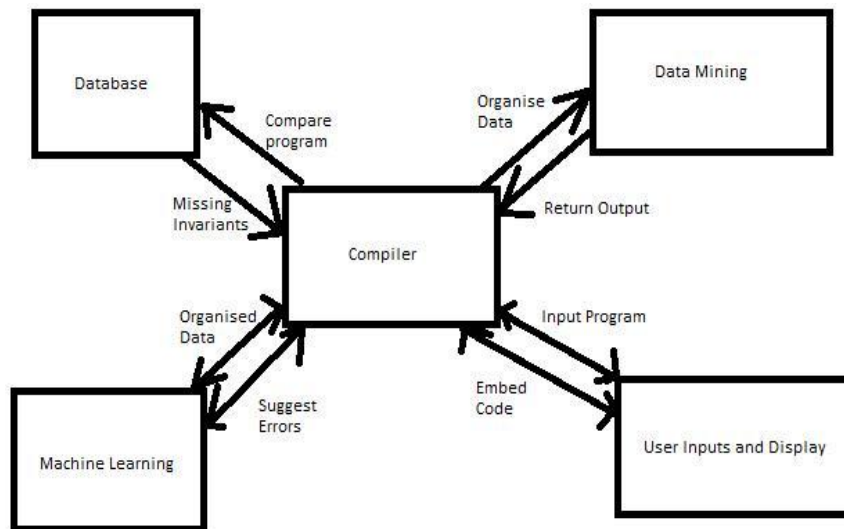 Database
Data Mining
Organise
Data
Compare
program
Missing
Invariants
Return Output
Compiler
Organised
Data
Input Program
Embed
Code
Suggest
Errors
Machine Learning
User Inputs and Display